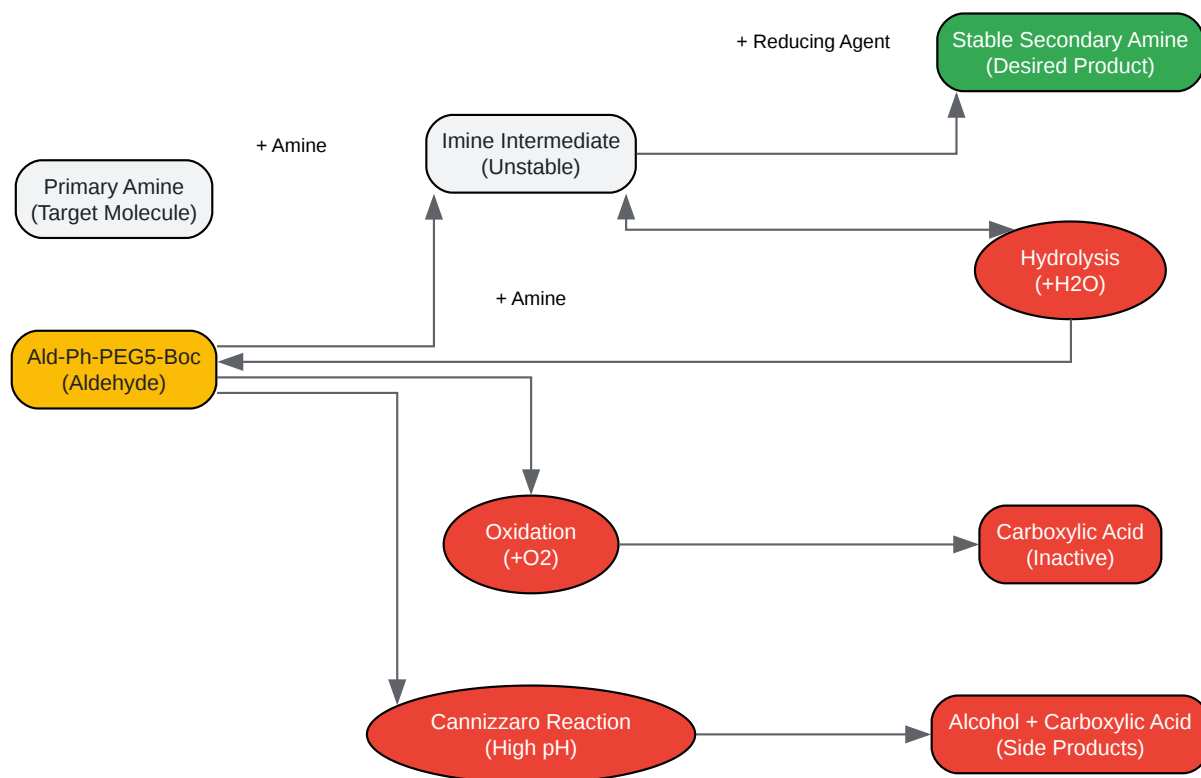 + Reducing Agent
Stable Secondary Amine
(Desired Product)
+ Amine
Imine Intermediate
(Unstable)
Primary Amine
(Target Molecule)
Hydrolysis
(+H2O)
+ Amine
Ald-Ph-PEG5-Boc
(Aldehyde)
Oxidation
(+O2)
Carboxylic Acid
(Inactive)
Cannizzaro Reaction
(High pH)
Alcohol + Carboxylic Acid
(Side Products)